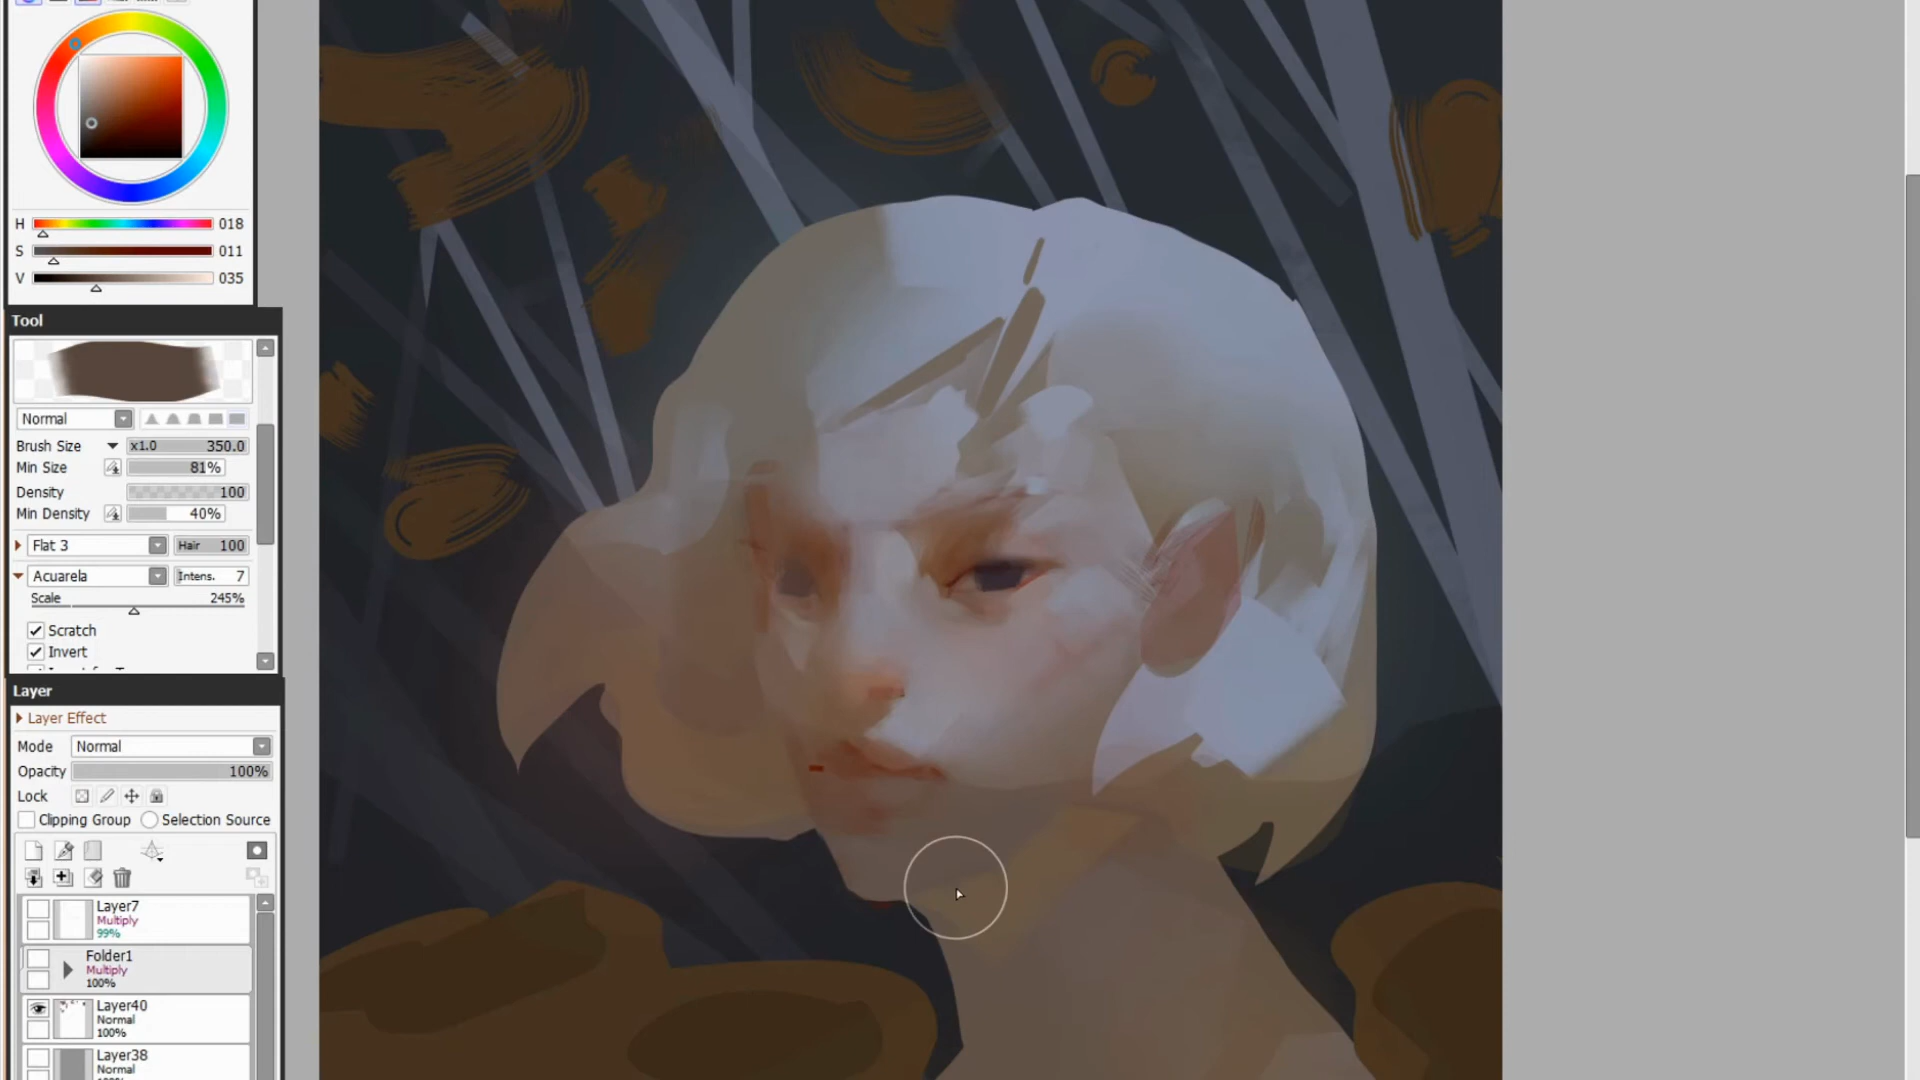 H 018
S 011
V 035
Tool
Normal
Brush Size x1.0 350.0
Min Size 81%
Density 100
Min Density 40%
Flat 3 Hair 100
Acuarela Intens. 7
Scale 245%
Scratch
Invert
Layer
Layer Effect
Mode Normal
Opacity 100%
Lock
Clipping Group Selection Source
Layer7
Multiply
99%
Folder1
Multiply
100%
Layer40
Normal
100%
Layer38
Normal